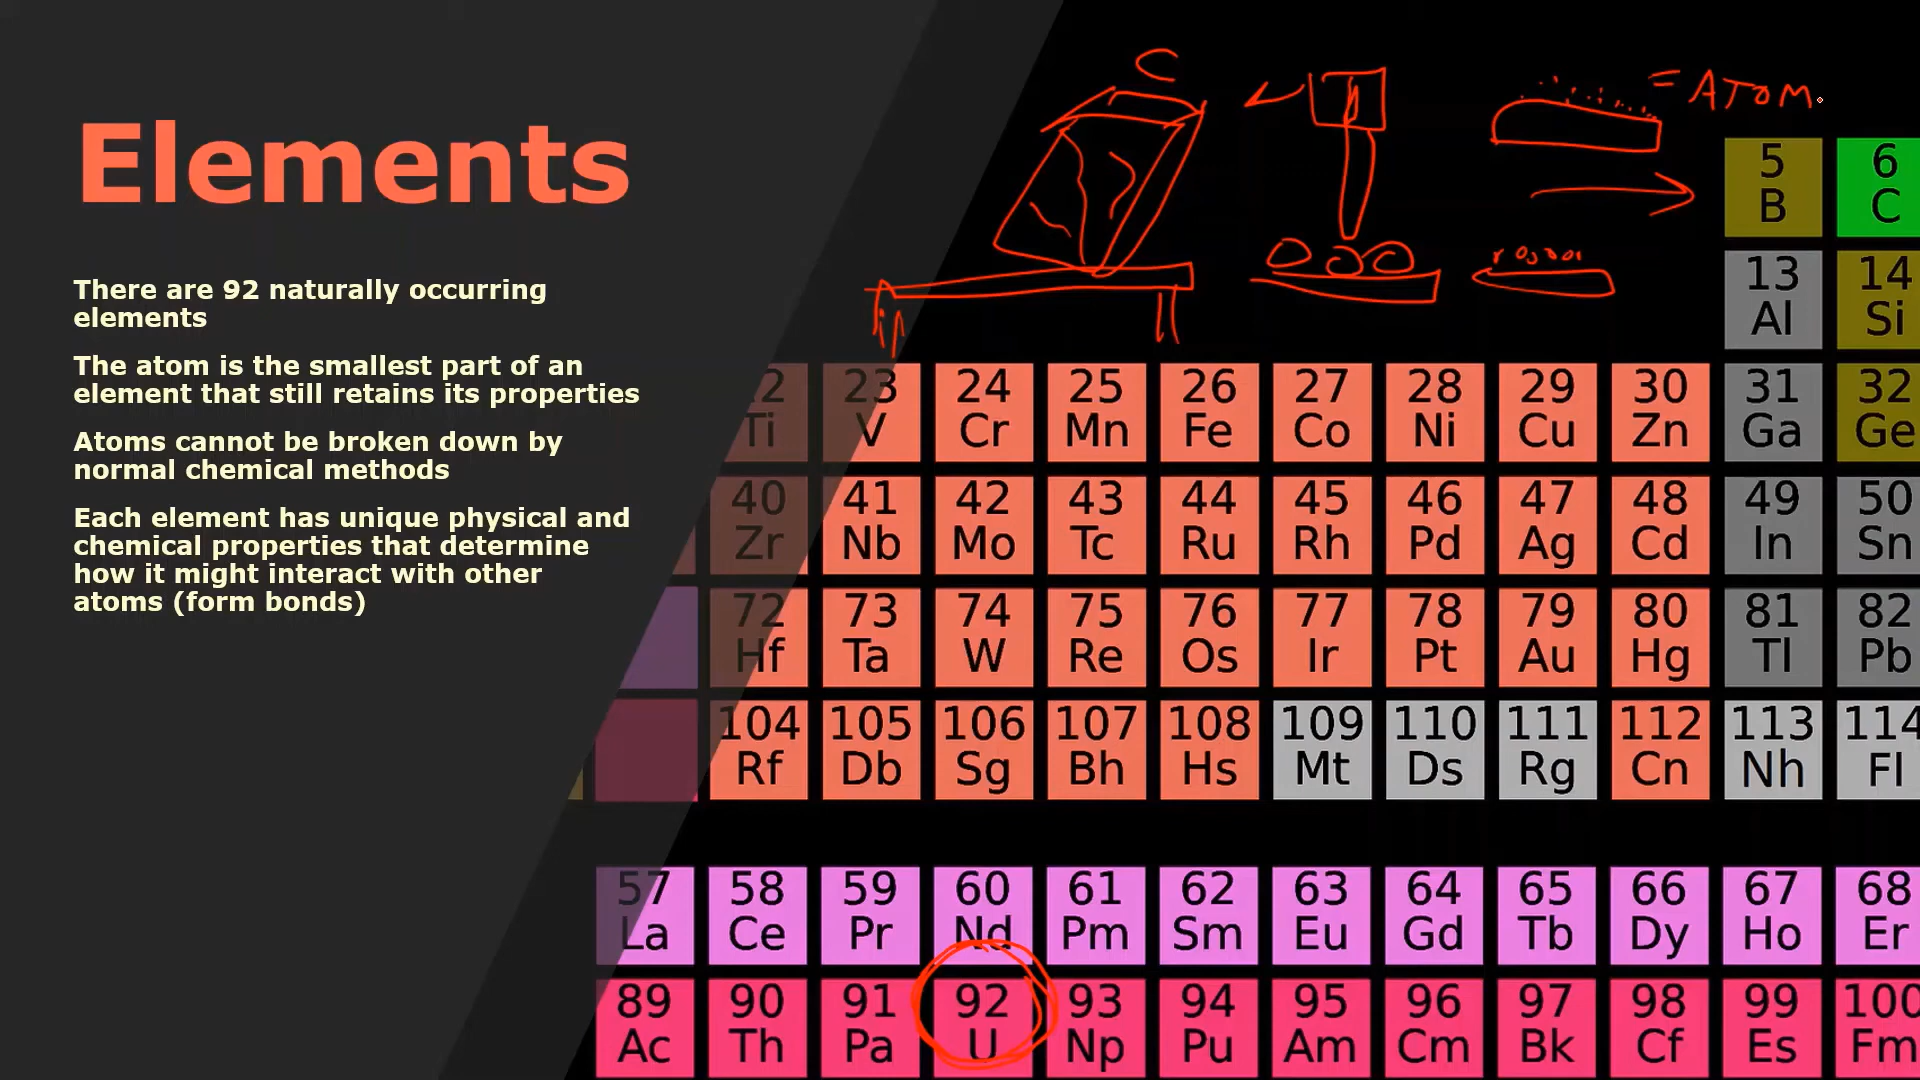 Elements
There are 92 naturally occurring
elements
The atom is the smallest part of an
element that still retains its properties
Atoms cannot be broken down by
normal chemical methods
Each element has unique physical and
chemical properties that determine
how it might interact with other
atoms (form bonds)
C
= ATOM
5 6
B C
13 14
Al Si
23 24 25 26 27 28 29 30 31 32
Ti V Cr Mn Fe Co Ni Cu Zn Ga Ge
40 41 42 43 44 45 46 47 48 49 50
Zr Nb Mo Tc Ru Rh Pd Ag Cd In Sn
72 73 74 75 76 77 78 79 80 81 82
Hf Ta W Re Os Ir Pt Au Hg Tl Pb
104 105 106 107 108 109 110 111 112 113 114
Rf Db Sg Bh Hs Mt Ds Rg Cn Nh Fl
57 58 59 60 61 62 63 64 65 66 67 68
La Ce Pr Nd Pm Sm Eu Gd Tb Dy Ho Er
89 90 91 92 93 94 95 96 97 98 99 100
Ac Th Pa U Np Pu Am Cm Bk Cf Es Fm